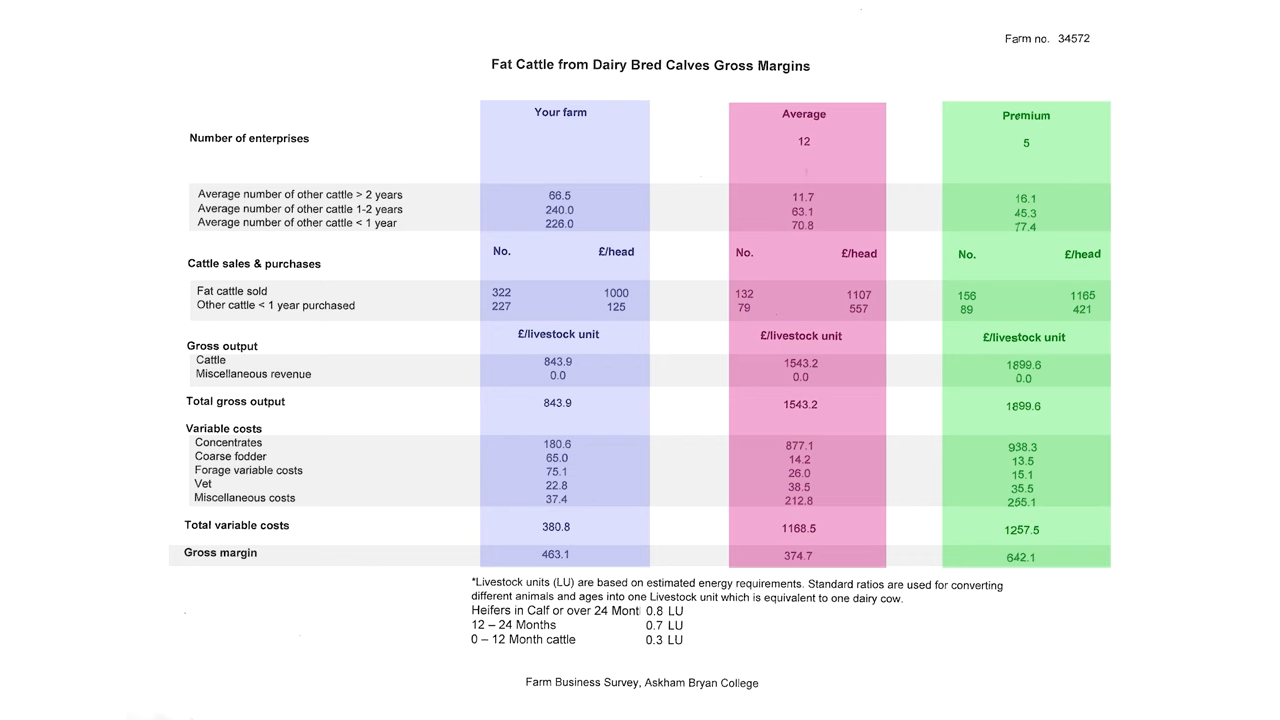 Farm no. 34572
Fat Cattle from Dairy Bred Calves Gross Margins
Your farm Average Premium
Number of enterprises 12 5
Average number of other cattle > 2 years 66.5 11.7 16.1
Average number of other cattle 1-2 years 240.0 63.1 45.3
Average number of other cattle < 1 year 226.0 70.8 77.4
No. £/head No. £/head No. £/head
Cattle sales & purchases
Fat cattle sold 322 1000 132 1107 156 1165
Other cattle < 1 year purchased 227 125 79 557 89 421
£/livestock unit £/livestock unit £/livestock unit
Gross output
Cattle 843.9 1543.2 1899.6
Miscellaneous revenue 0.0 0.0 0.0
Total gross output 843.9 1543.2 1899.6
Variable costs
Concentrates 180.6 877.1 938.3
Coarse fodder 65.0 14.2 13.5
Forage variable costs 75.1 26.0 15.1
Vet 22.8 38.5 35.5
Miscellaneous costs 37.4 212.8 255.1
Total variable costs 380.8 1168.5 1257.5
Gross margin 463.1 374.7 642.1
*Livestock units (LU) are based on estimated energy requirements. Standard ratios are used for converting
different animals and ages into one Livestock unit which is equivalent to one dairy cow.
Heifers in Calf or over 24 Mont 0.8 LU
12 – 24 Months 0.7 LU
0 – 12 Month cattle 0.3 LU
Farm Business Survey, Askham Bryan College